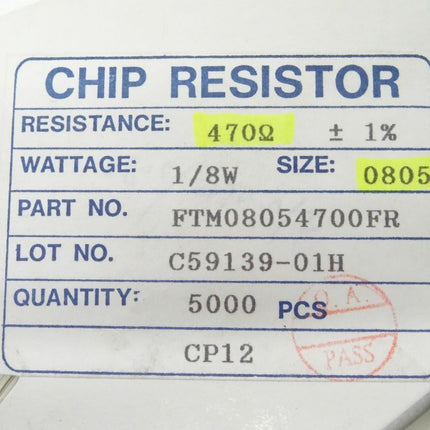 CHIP RESISTOR
RESISTANCE: 470Ω ± 1%
WATTAGE: 1/8W SIZE: 0805
PART NO. FTM08054700FR
LOT NO. C59139-01H
QUANTITY: 5000 PCS
Q. A.
CP12
PASS